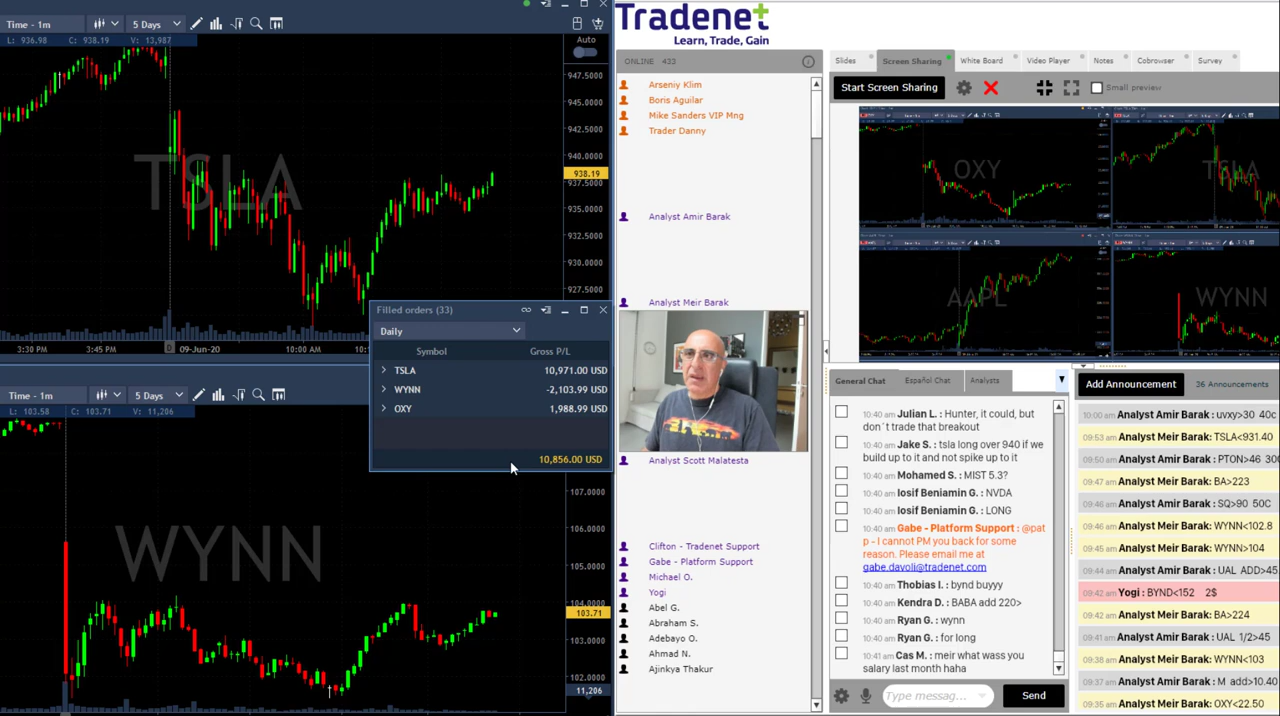 Time - 1m
5 Days
L: 936.98 C: 938.19 V: 13,987
Auto
TSLA
947.5000
945.0000
942.5000
940.0000
938.19
937.5000
935.0000
932.5000
930.0000
927.5000
3:30 PM 3:45 PM 09-Jun-20 10:00 AM
Filled orders (33)
Daily
Symbol Gross P/L
TSLA 10,971.00 USD
WYNN -2,103.99 USD
OXY 1,988.99 USD
10,856.00 USD
Time - 1m
5 Days
L: 103.58 C: 103.71 V: 11,206
WYNN
107.0000
106.0000
105.0000
104.0000
103.71
103.0000
102.0000
11,206
Tradenet
Learn, Trade, Gain
ONLINE 433
Arseniy Klim
Boris Aguilar
Mike Sanders VIP Mng
Trader Danny
Analyst Amir Barak
Analyst Meir Barak
Analyst Scott Malatesta
Clifton - Tradenet Support
Gabe - Platform Support
Michael O.
Yogi
Abel G.
Abraham S.
Adebayo O.
Ahmad N.
Ajinkya Thakur
Slides Screen Sharing White Board Video Player Notes Cobrowser Survey
Start Screen Sharing
Small preview
OXY
TSLA
AAPL
WYNN
General Chat Español Chat Analysts
10:40 am Julian L. : Hunter, it could, but
don´t trade that breakout
10:40 am Jake S. : tsla long over 940 if we
build up to it and not spike up to it
10:40 am Mohamed S. : MIST 5.3?
10:40 am Iosif Beniamin G. : NVDA
10:40 am Iosif Beniamin G. : LONG
10:40 am Gabe - Platform Support : @pat
p - I cannot PM you back for some
reason. Please email me at
gabe.davoli@tradenet.com
10:40 am Thobias I. : bynd buyyy
10:40 am Kendra D. : BABA add 220>
10:40 am Ryan G. : wynn
10:40 am Ryan G. : for long
10:41 am Cas M. : meir what wass you
salary last month haha
Type messag...
Send
Add Announcement
26 Announcements
10:00 am Analyst Amir Barak : uvxy>30 40c
09:53 am Analyst Meir Barak : TSLA<931.40
09:50 am Analyst Amir Barak : PTON>46 30
09:47 am Analyst Meir Barak : BA>223
09:46 am Analyst Amir Barak : SQ>90 50C
09:46 am Analyst Meir Barak : WYNN<102.8
09:45 am Analyst Meir Barak : WYNN>104
09:44 am Analyst Amir Barak : UAL ADD>45
09:42 am Yogi : BYND<152 2$
09:42 am Analyst Meir Barak : BA>224
09:41 am Analyst Meir Barak : UAL 1/2>45
09:38 am Analyst Meir Barak : WYNN<103
09:37 am Analyst Amir Barak : M add>10.40
09:35 am Analyst Meir Barak : OXY<22.50